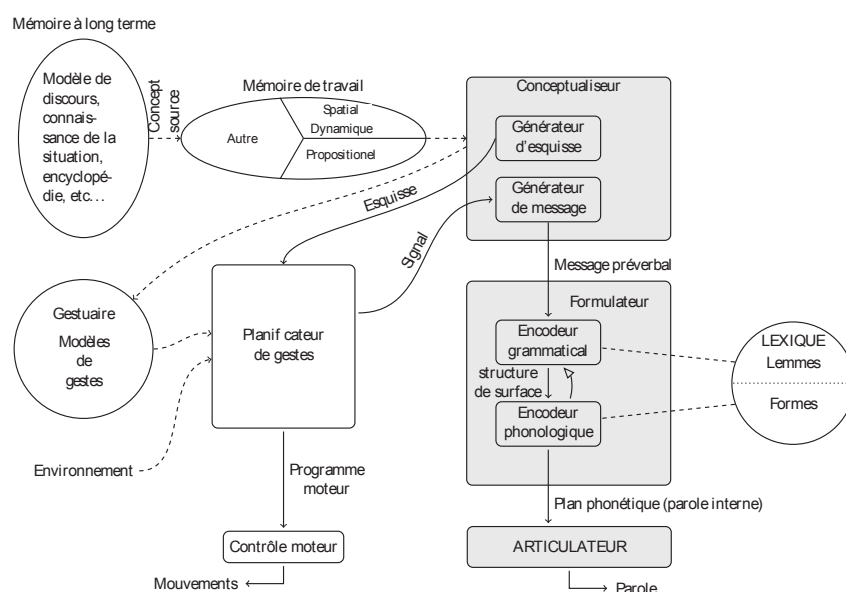 Mémoire à long terme
Modèle de
discours,
connais-
sance de la
situation,
encyclopé-
die, etc...
Concept
source
Mémoire de travail
Autre
Spatial
Dynamique
Propositionel
Conceptualiseur
Générateur
d'esquisse
Générateur
de message
Esquisse
Signal
Message préverbal
Gestuaire
Modèles
de
gestes
Planif cateur
de gestes
Environnement
Programme
moteur
Contrôle moteur
Mouvements
Formulateur
Encodeur
grammatical
structure
de surface
Encodeur
phonologique
LEXIQUE
Lemmes
Formes
Plan phonétique (parole interne)
ARTICULATEUR
Parole